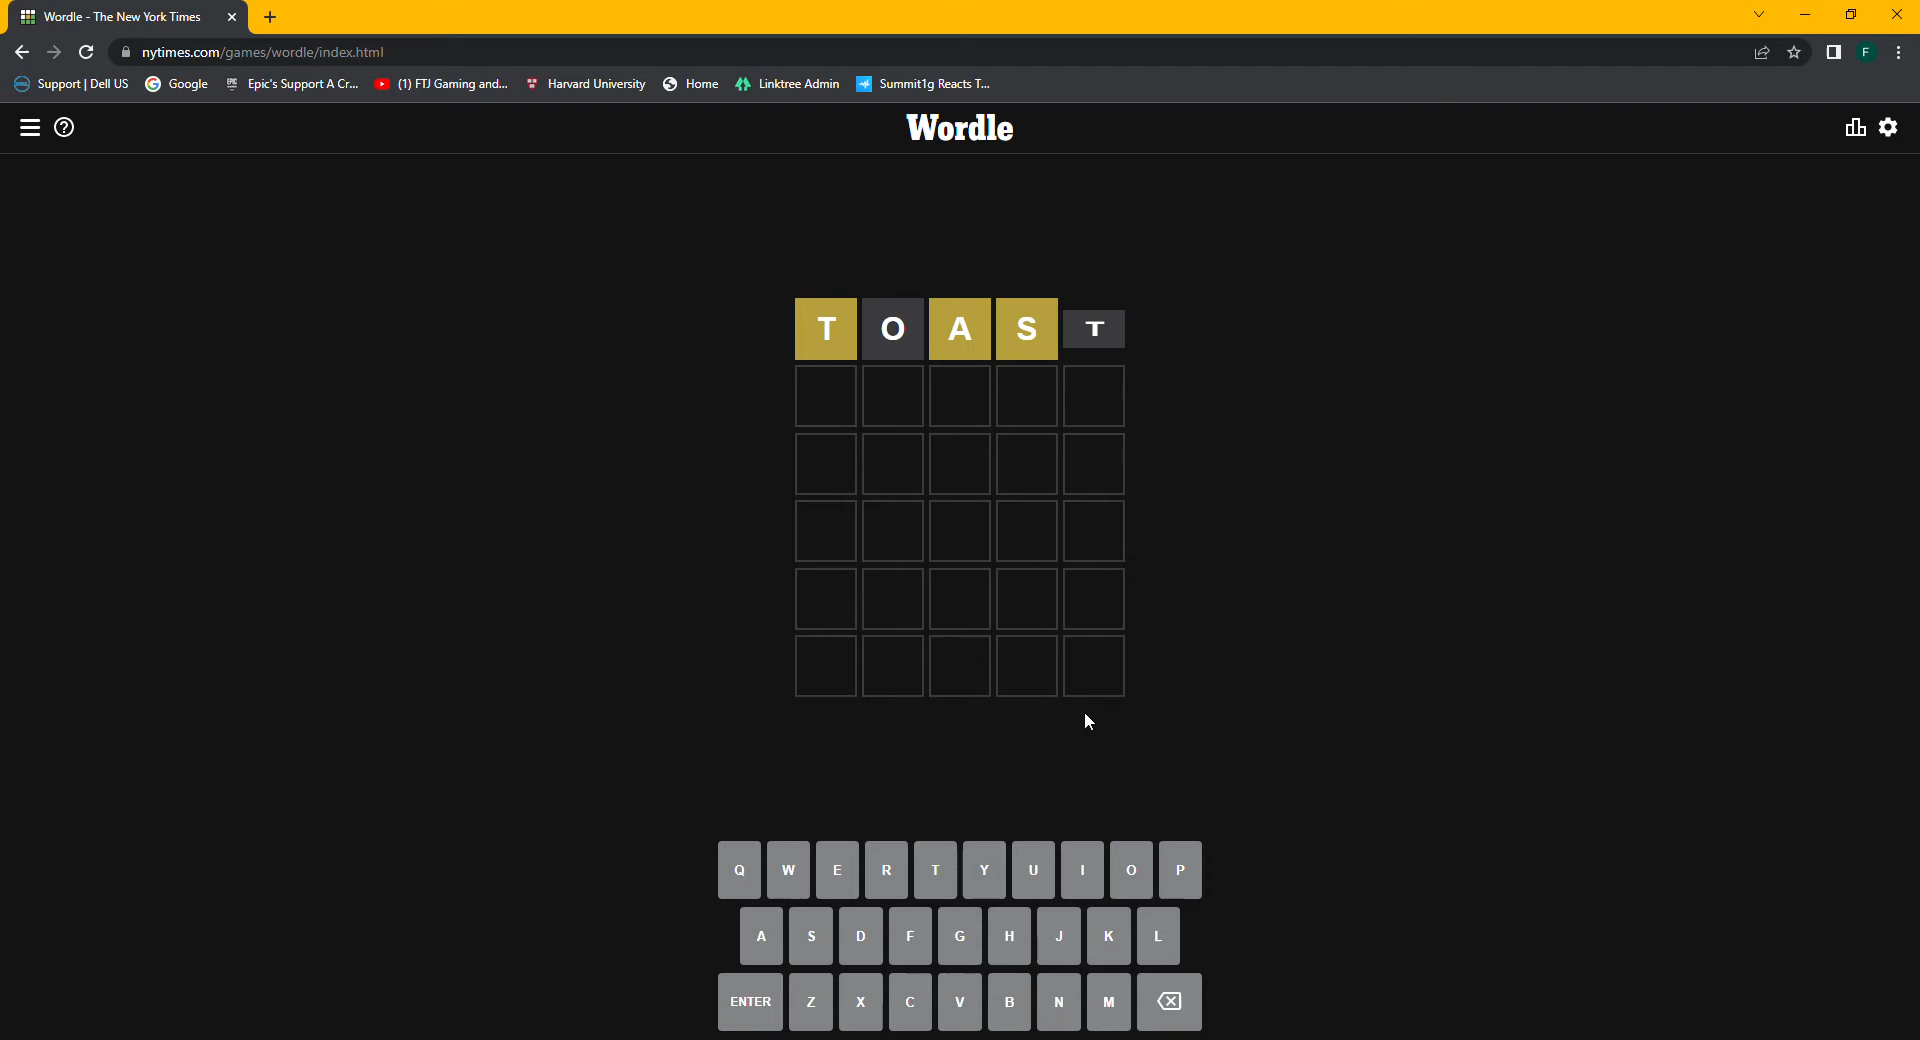 Wordle - The New York Times
nytimes.com/games/wordle/index.html
Support | Dell US Google Epic's Support A Cr... (1) FTJ Gaming and... Harvard University Home Linktree Admin Summit1g Reacts T...
F
Wordle
T O A S T
Q W E R T Y U I O P
A S D F G H J K L
ENTER Z X C V B N M